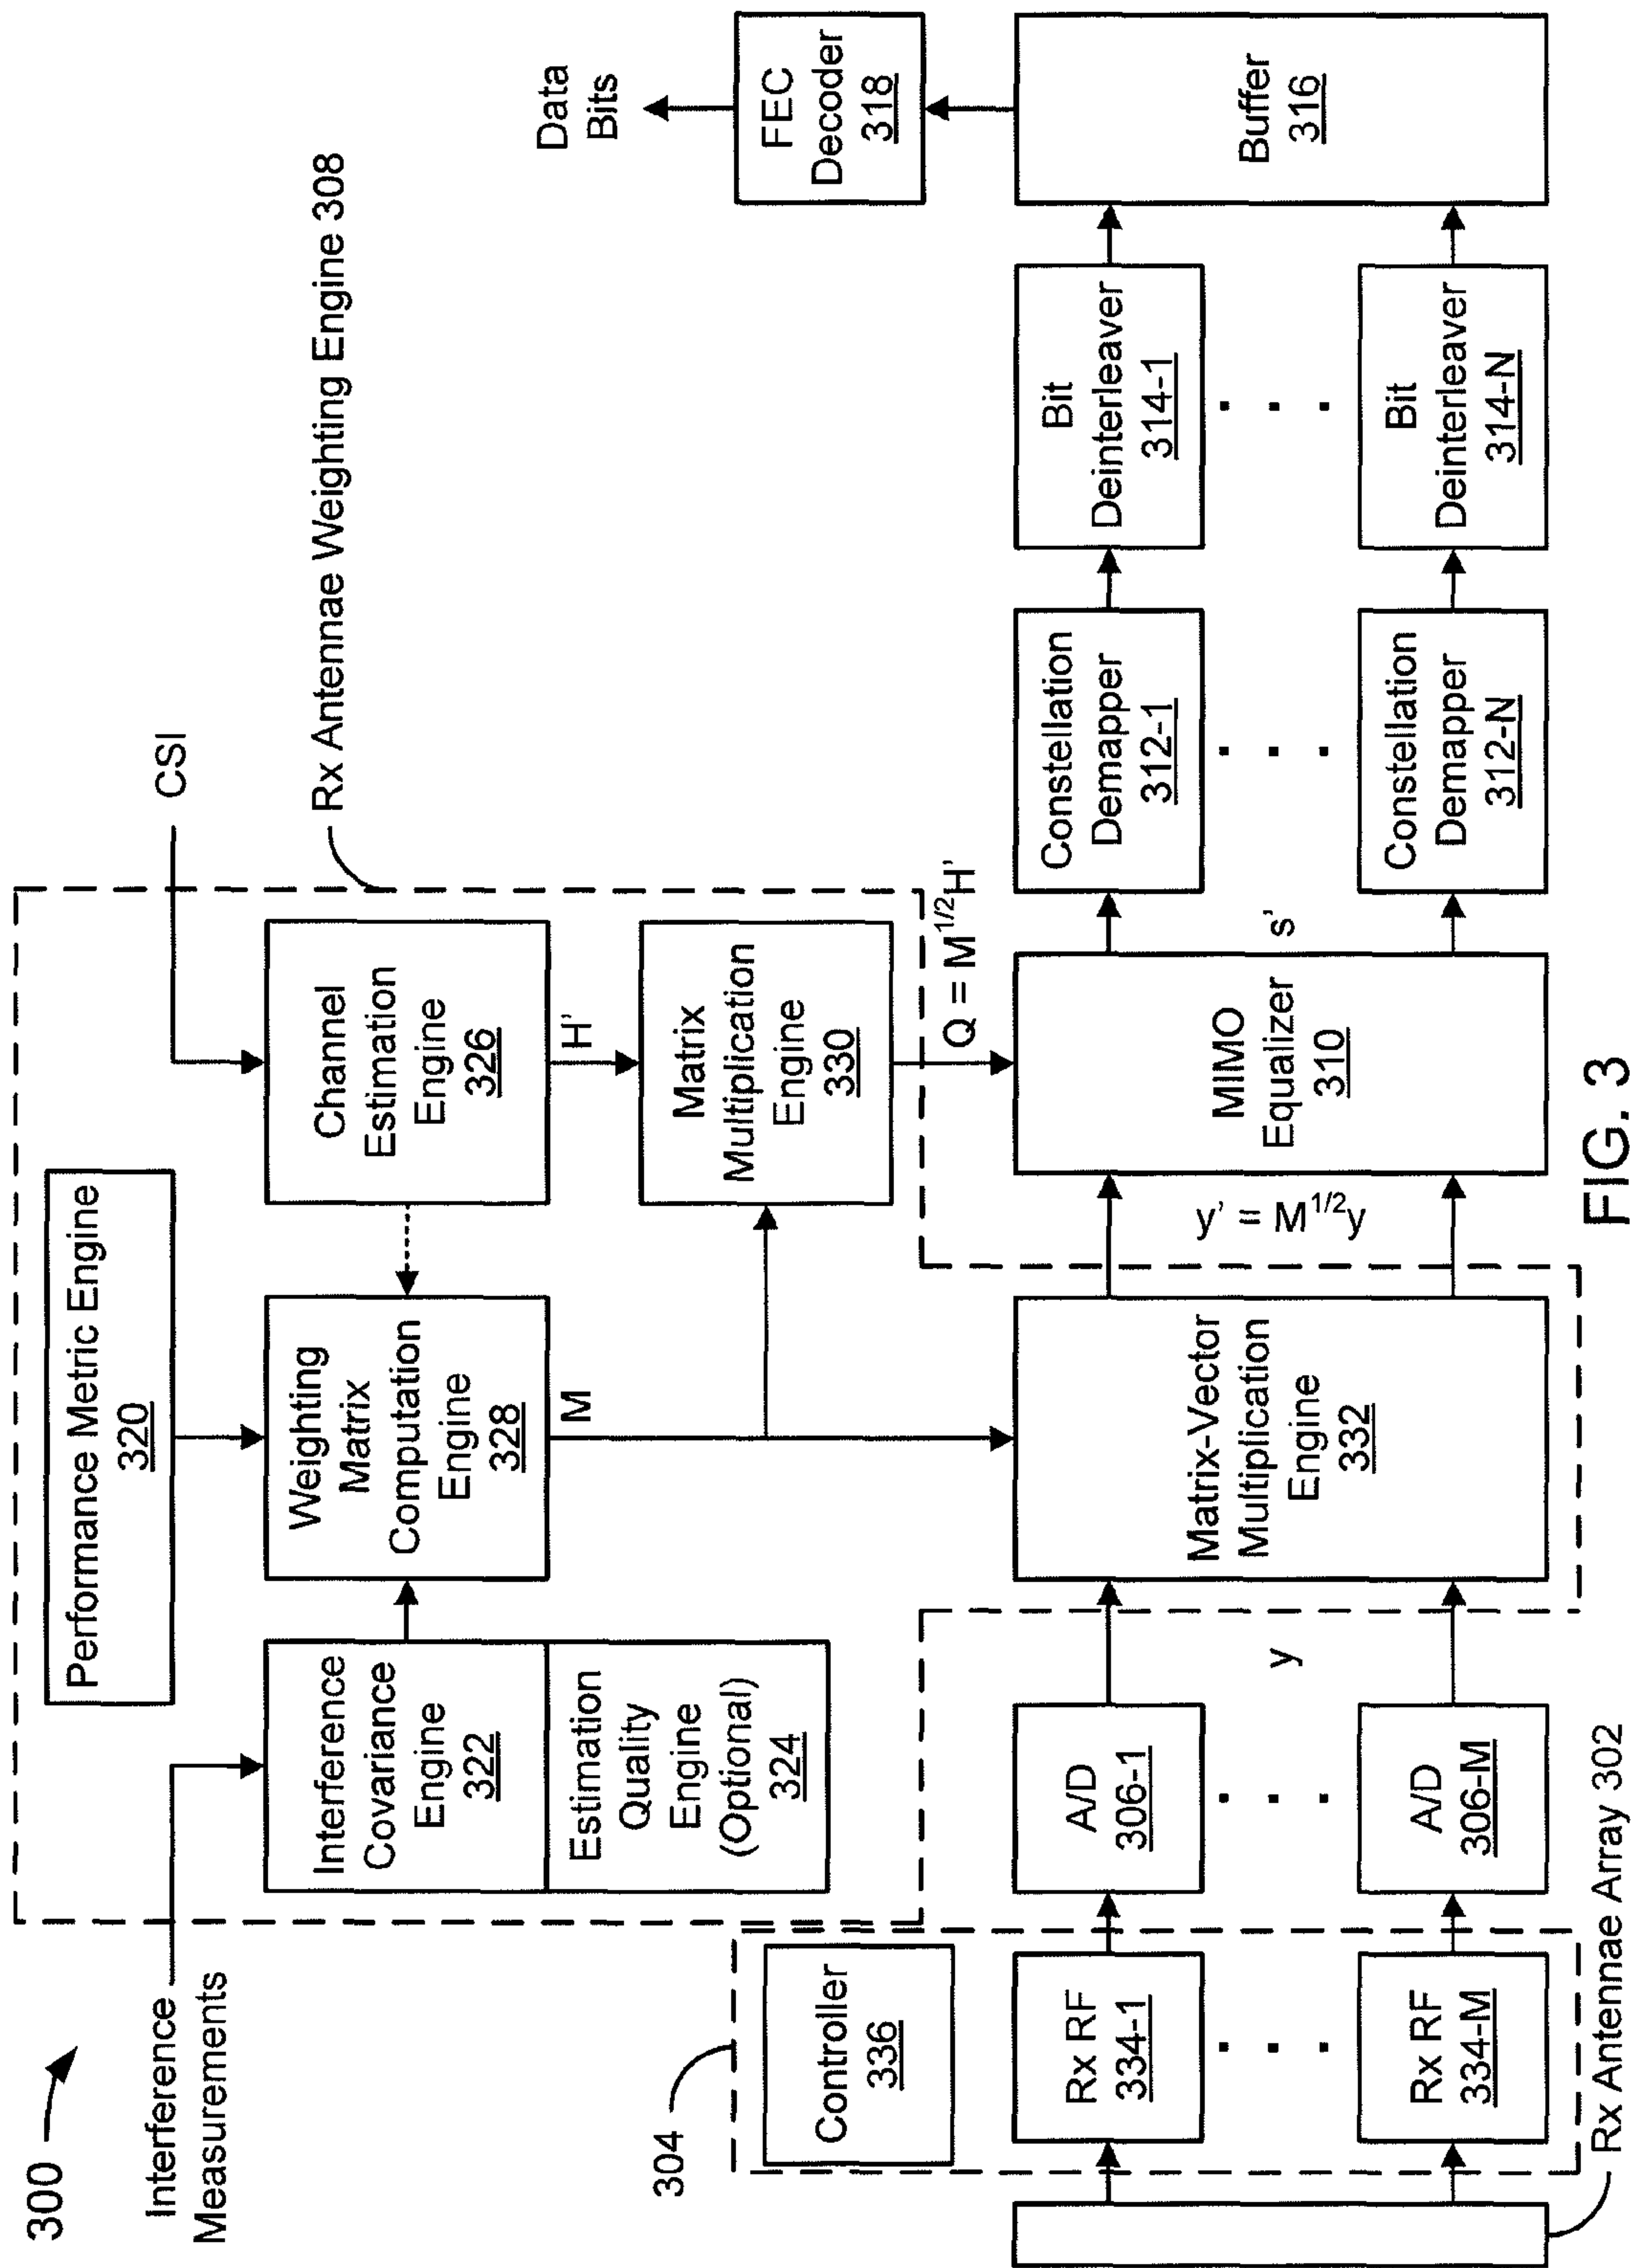 300
Interference
Measurements
CSI
Rx Antennae Weighting Engine 308
Performance Metric Engine
320
Interference
Covariance
Engine
322
Estimation
Quality
Engine
(Optional)
324
Weighting
Matrix
Computation
Engine
328
Channel
Estimation
Engine
326
H'
M
Matrix
Multiplication
Engine
330
Q = M^{1/2}H'
Data
Bits
FEC
Decoder
318
304
Controller
336
Rx RF
334-1
. . .
Rx RF
334-M
A/D
306-1
. . .
A/D
306-M
y
Matrix-Vector
Multiplication
Engine
332
y' = M^{1/2}y
MIMO
Equalizer
310
s'
Constellation
Demapper
312-1
. . .
Constellation
Demapper
312-N
Bit
Deinterleaver
314-1
. . .
Bit
Deinterleaver
314-N
Buffer
316
Rx Antennae Array 302
FIG. 3